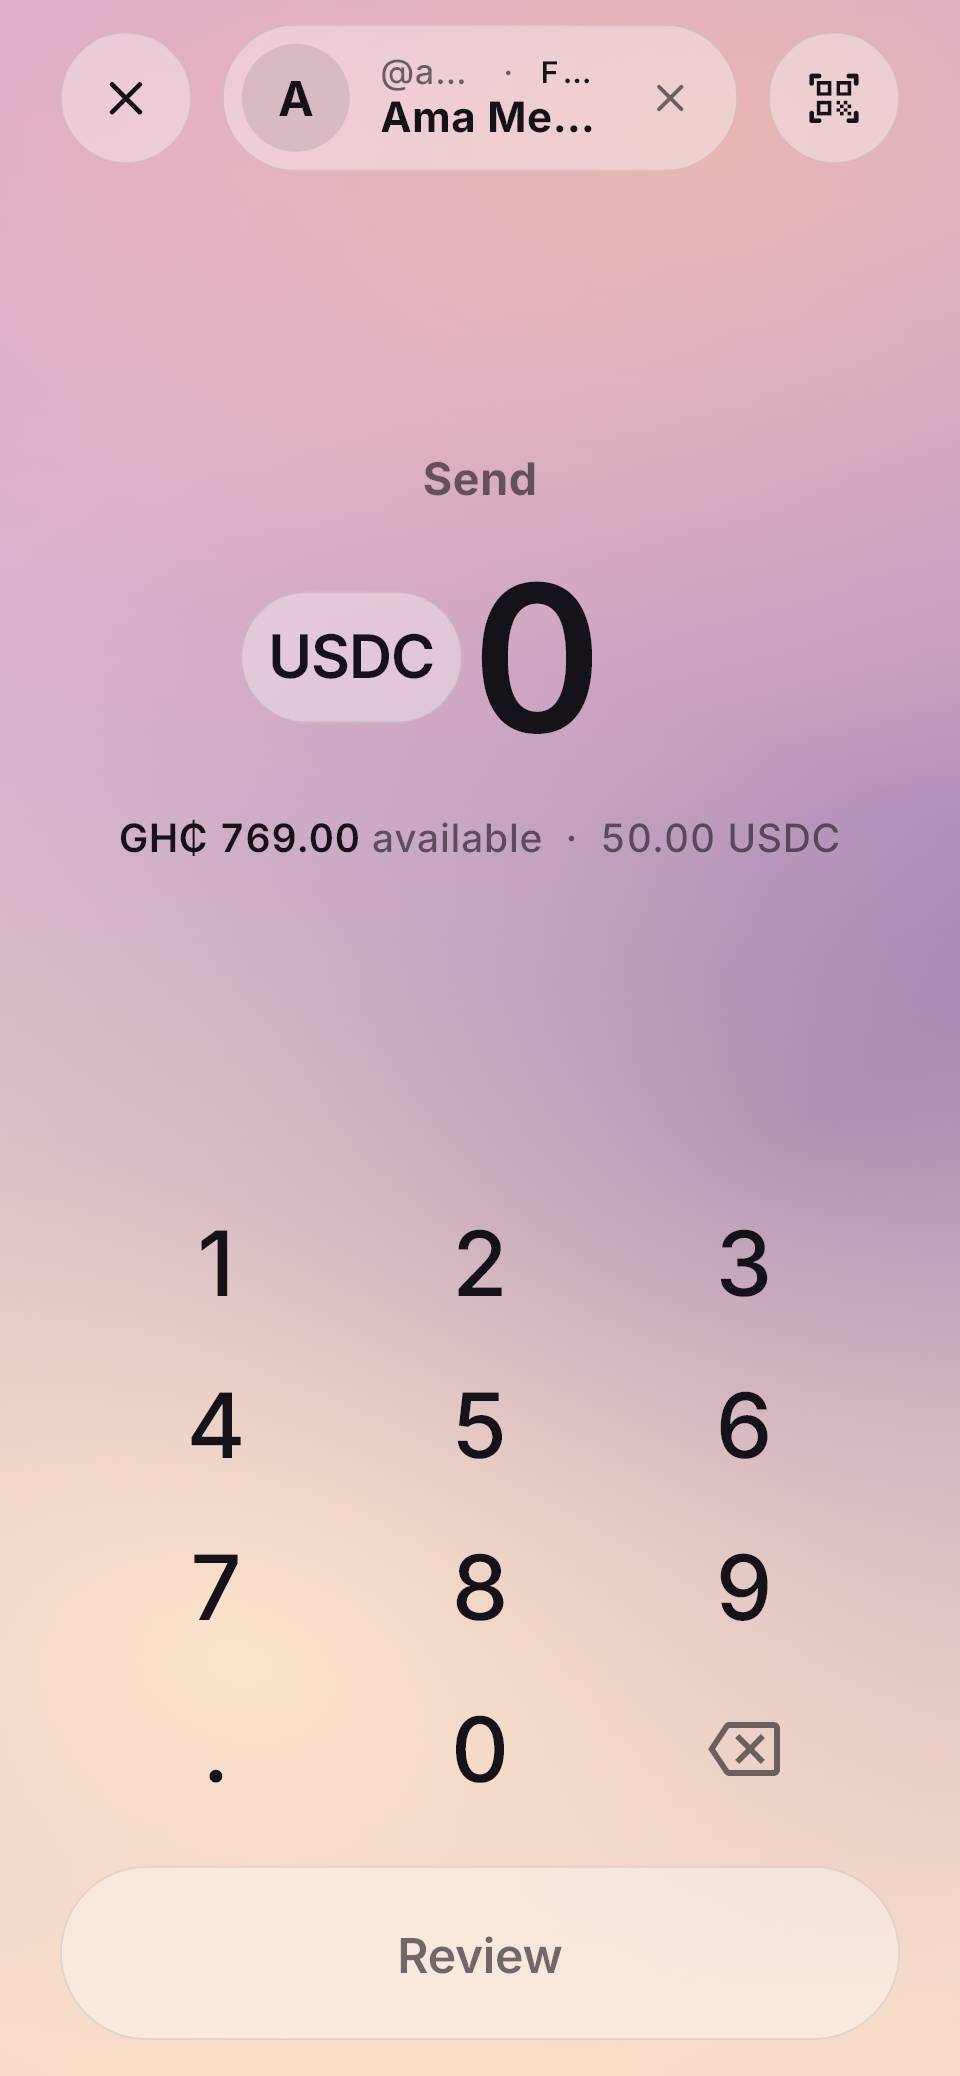 A
@a... · F...
Ama Me...
Send
USDC 0
GH₵ 769.00 available · 50.00 USDC
1 2 3
4 5 6
7 8 9
. 0
Review